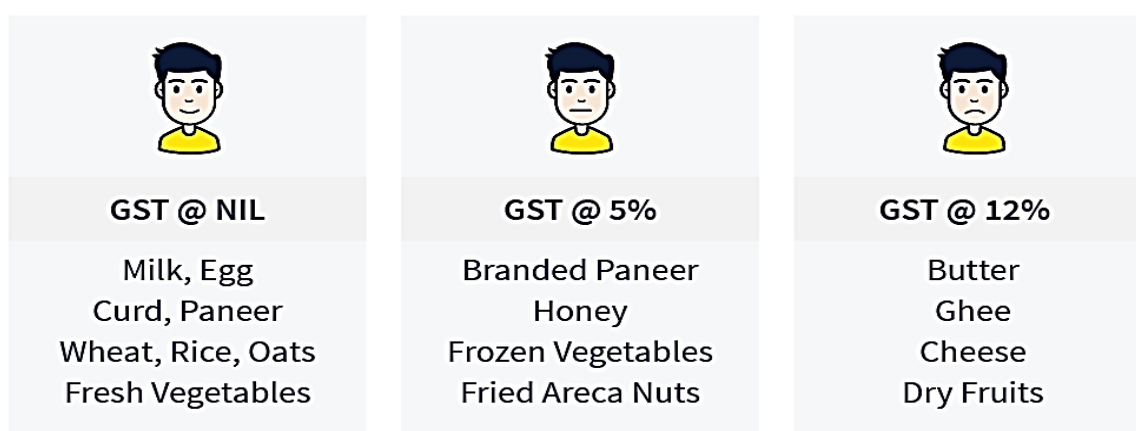 GST @ NIL
Milk, Egg
Curd, Paneer
Wheat, Rice, Oats
Fresh Vegetables
GST @ 5%
Branded Paneer
Honey
Frozen Vegetables
Fried Areca Nuts
GST @ 12%
Butter
Ghee
Cheese
Dry Fruits